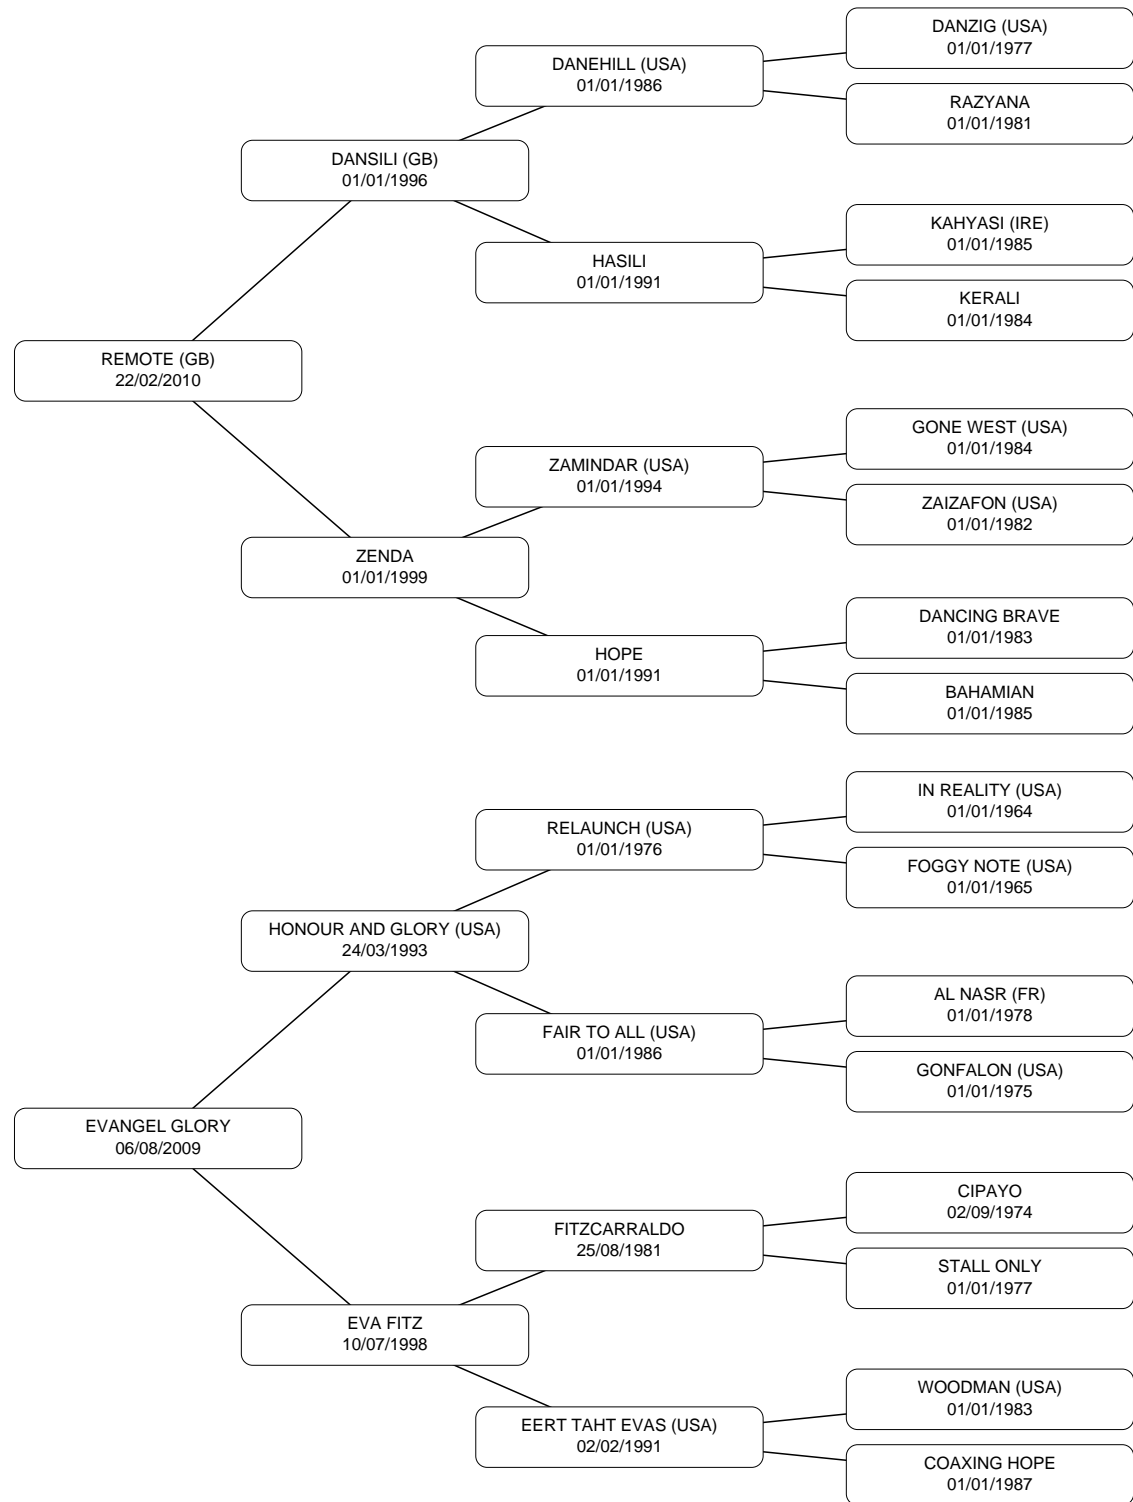 DANZIG (USA)
01/01/1977
DANEHILL (USA)
01/01/1986
RAZYANA
01/01/1981
DANSILI (GB)
01/01/1996
KAHYASI (IRE)
01/01/1985
HASILI
01/01/1991
KERALI
01/01/1984
REMOTE (GB)
22/02/2010
GONE WEST (USA)
01/01/1984
ZAMINDAR (USA)
01/01/1994
ZAIZAFON (USA)
01/01/1982
ZENDA
01/01/1999
DANCING BRAVE
01/01/1983
HOPE
01/01/1991
BAHAMIAN
01/01/1985
IN REALITY (USA)
01/01/1964
RELAUNCH (USA)
01/01/1976
FOGGY NOTE (USA)
01/01/1965
HONOUR AND GLORY (USA)
24/03/1993
AL NASR (FR)
01/01/1978
FAIR TO ALL (USA)
01/01/1986
GONFALON (USA)
01/01/1975
EVANGEL GLORY
06/08/2009
CIPAYO
02/09/1974
FITZCARRALDO
25/08/1981
STALL ONLY
01/01/1977
EVA FITZ
10/07/1998
WOODMAN (USA)
01/01/1983
EERT TAHT EVAS (USA)
02/02/1991
COAXING HOPE
01/01/1987